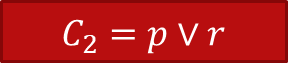 C₂ = p ∨ r